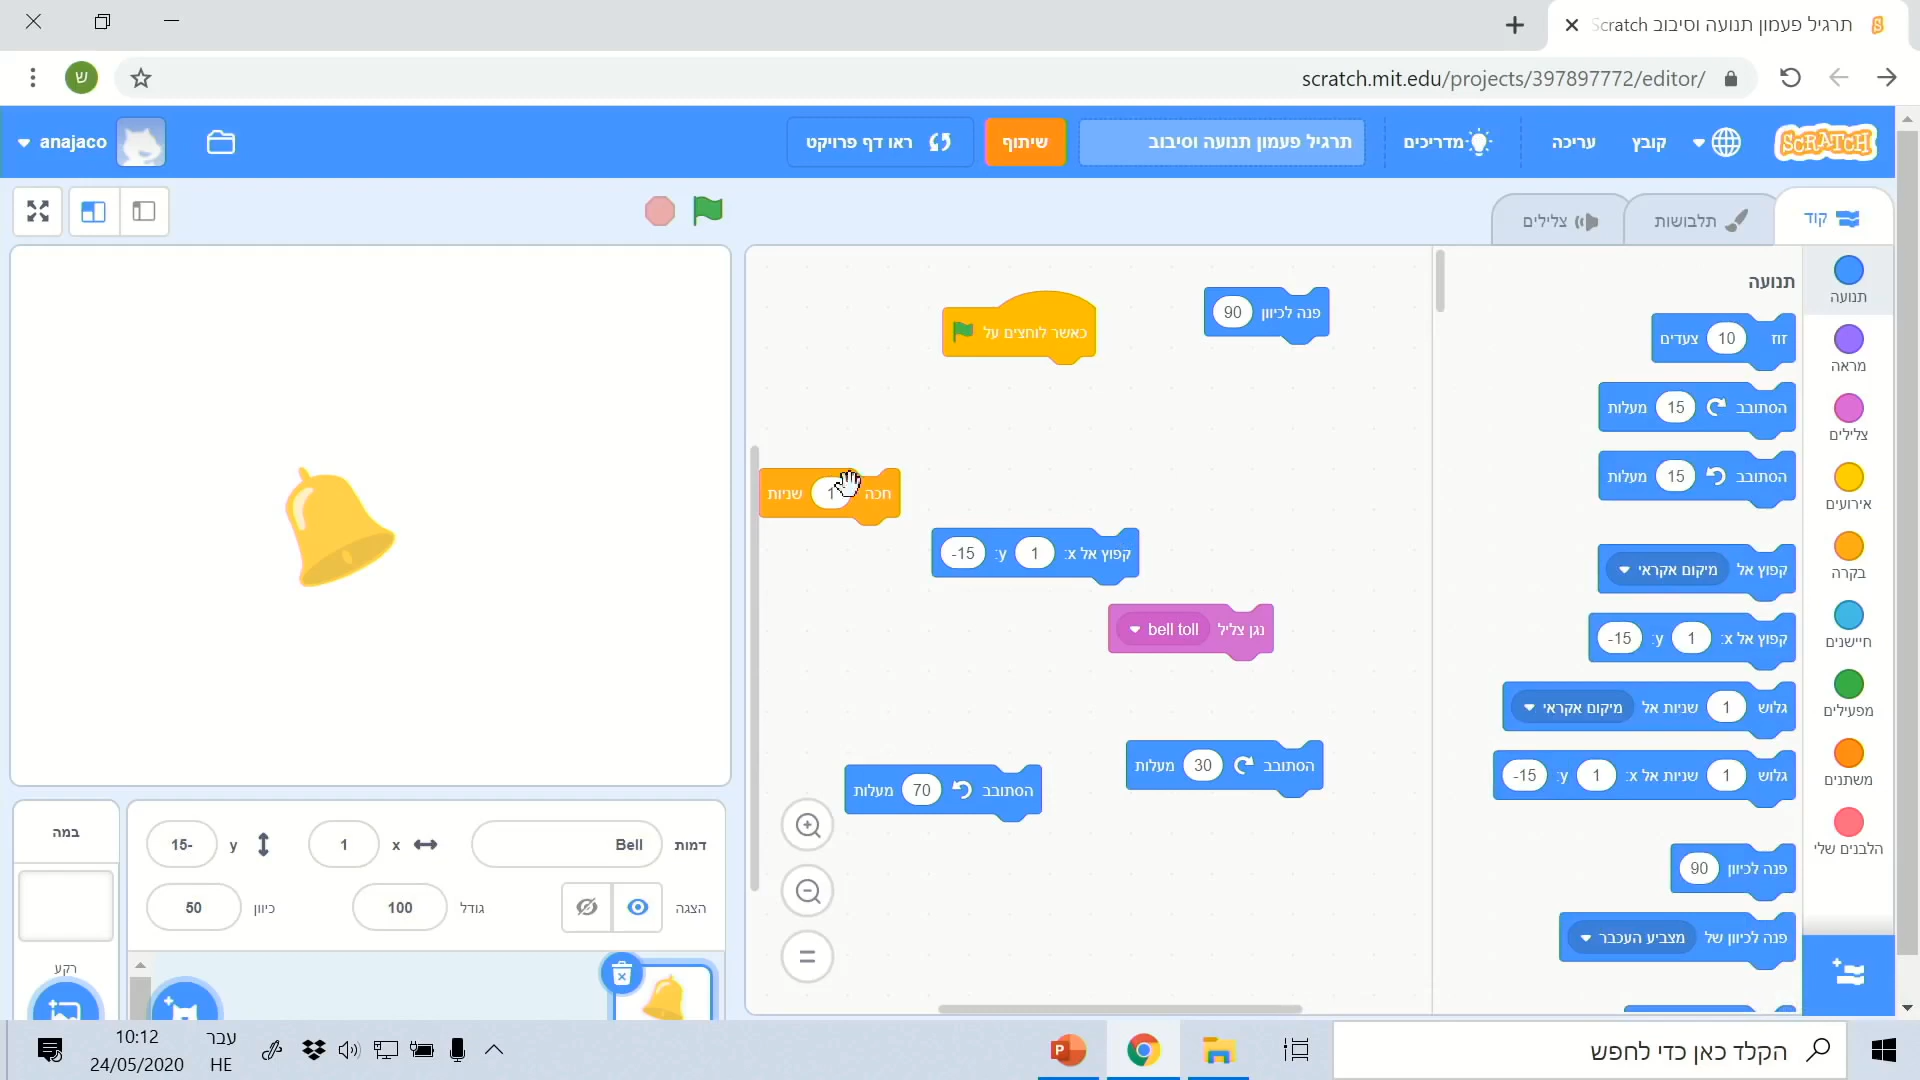 תרגיל פעמון תנועה וסיבוב Scratch
scratch.mit.edu/projects/397897772/editor/
ש
SCRATCH
קובץ
עריכה
מדריכים
תרגיל פעמון תנועה וסיבוב
שיתוף
ראו דף פרויקט
anajaco
קוד
תלבושות
צלילים
תנועה
מראה
צלילים
אירועים
בקרה
חיישנים
מפעילים
משתנים
הלבנים שלי
תנועה
זוז 10 צעדים
הסתובב 15 מעלות
הסתובב 15 מעלות
קפוץ אל מיקום אקראי
קפוץ אל x: 1 y: -15
גלוש 1 שניות אל מיקום אקראי
גלוש 1 שניות אל x: 1 y: -15
פנה לכיוון 90
פנה לכיוון של מצביע העכבר
פנה לכיוון 90
כאשר לוחצים על
חכה 1 שניות
קפוץ אל x: 1 y: -15
נגן צליל bell toll
הסתובב 30 מעלות
הסתובב 70 מעלות
דמות Bell x 1 y 15-
הצגה גודל 100 כיוון 50
במה
רקע
הקלד כאן כדי לחפש
עבר
HE
10:12
24/05/2020